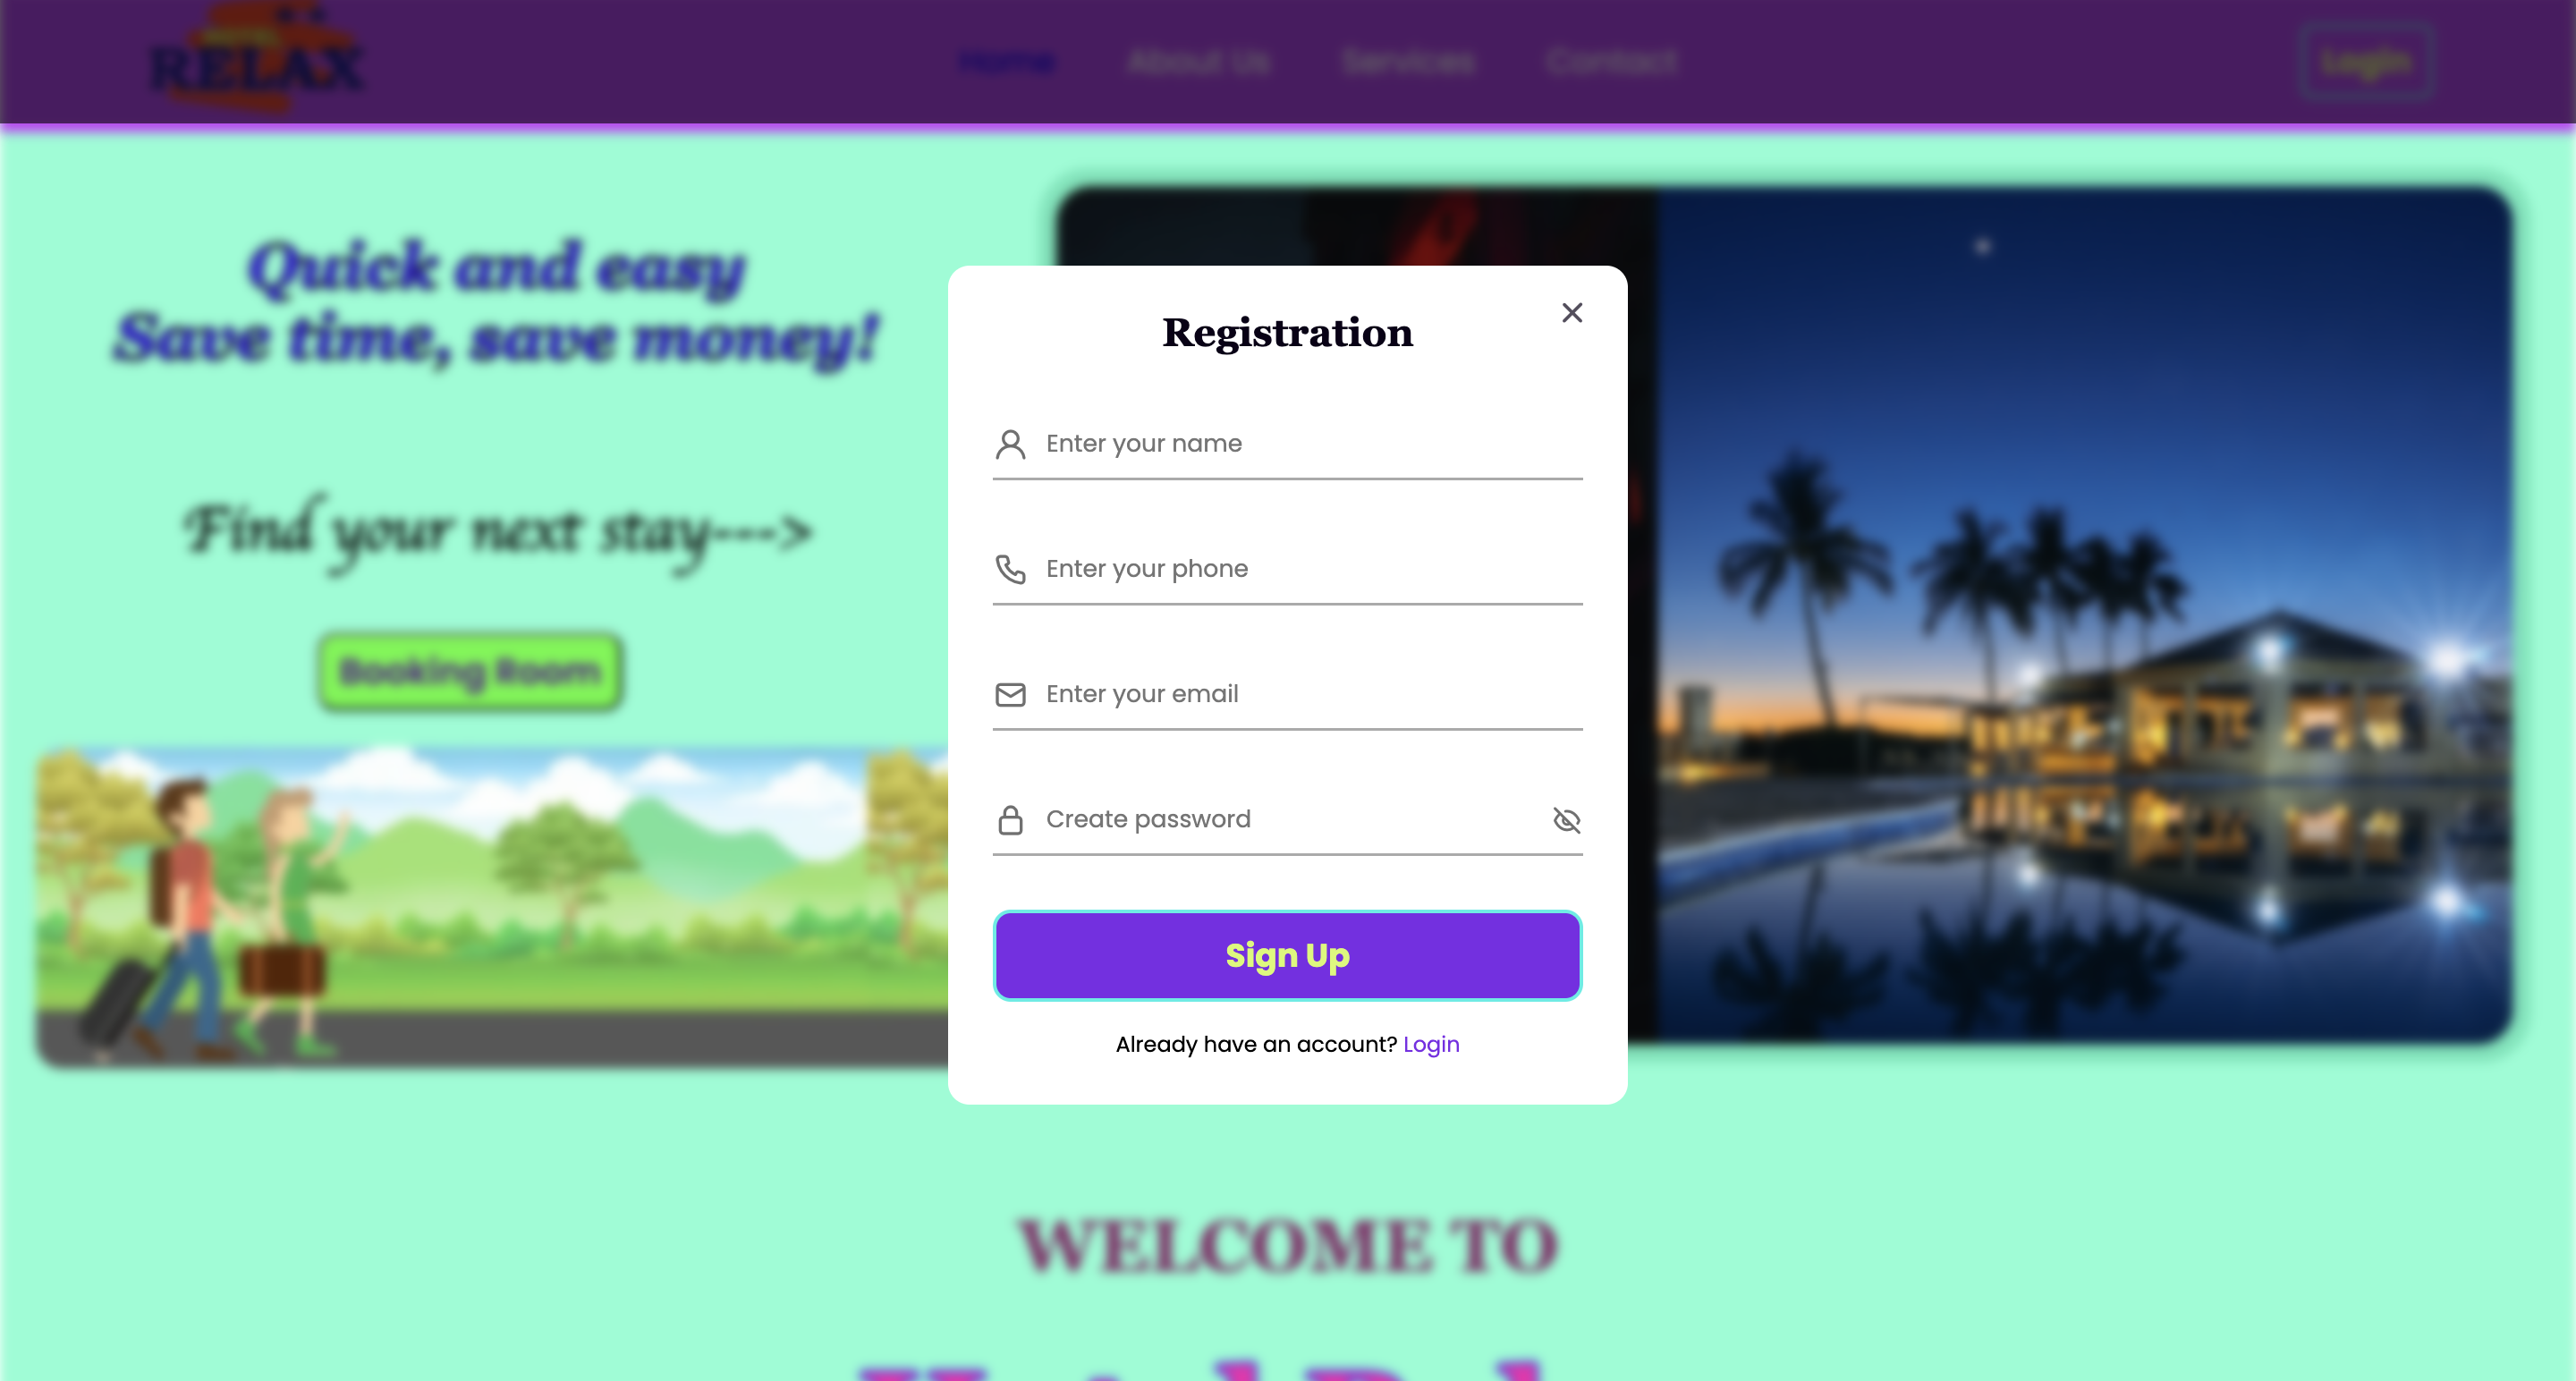 HOTEL
RELAX
Home About Us Services Contact Login
Quick and easy
Save time, save money!
Find your next stay--->
Booking Room
Registration
Enter your name
Enter your phone
Enter your email
Create password
Sign Up
Already have an account? Login
WELCOME TO